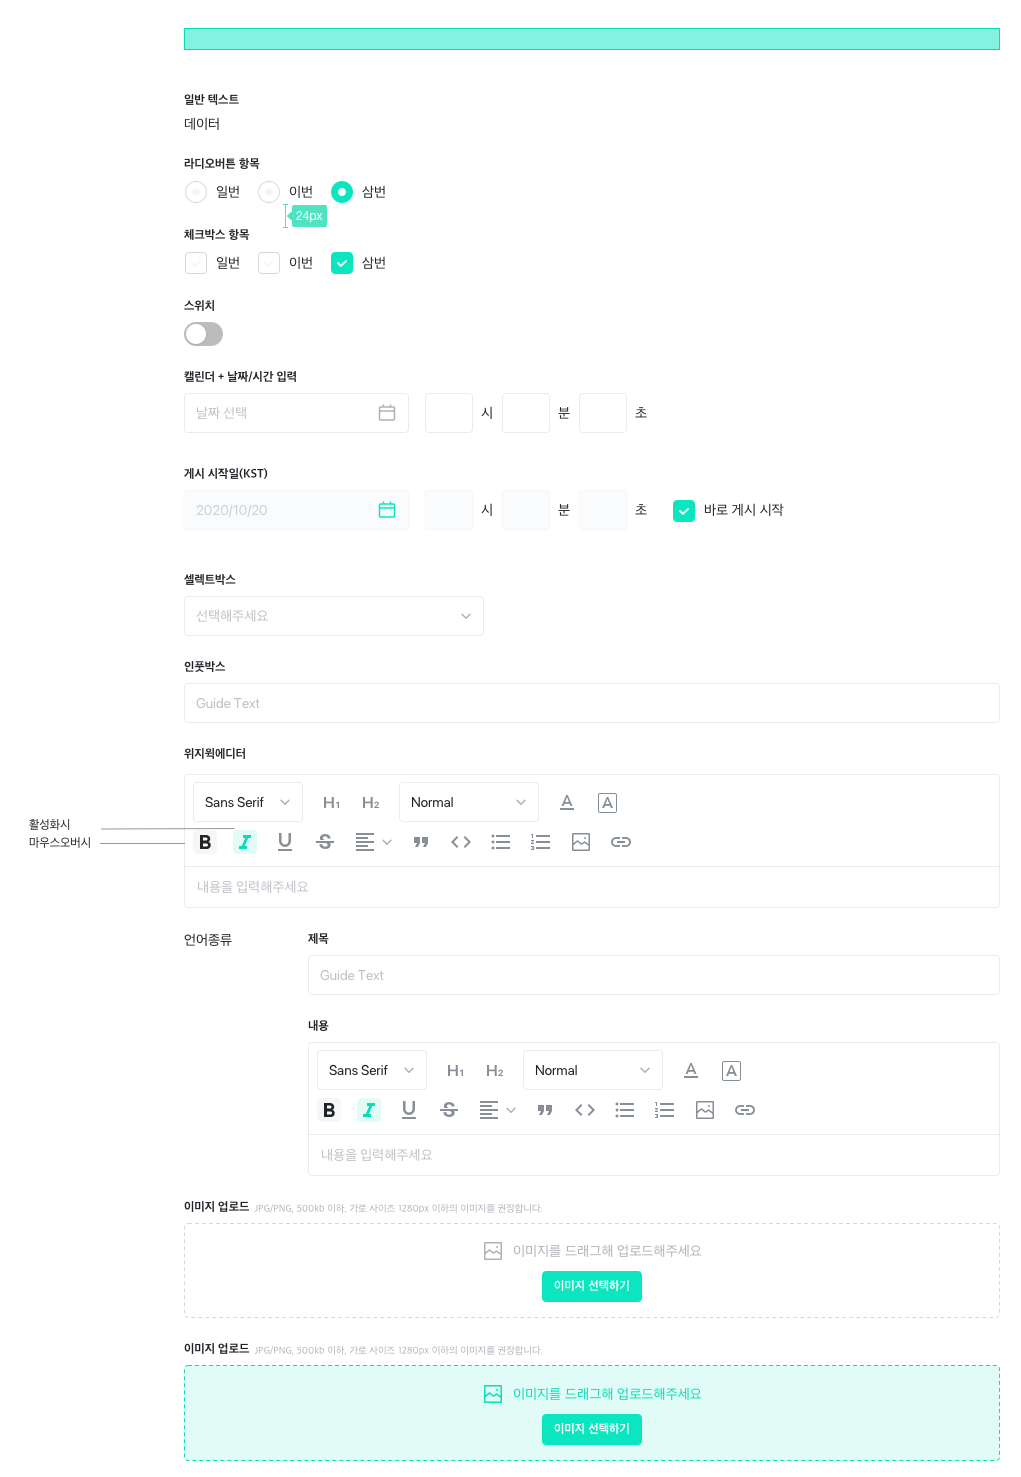 일반 텍스트
데이터
라디오버튼 항목
일번 이번 삼번
24px
체크박스 항목
일번 이번 삼번
스위치
캘린더 + 날짜/시간 입력
날짜 선택 시 분 초
게시 시작일(KST)
2020/10/20 시 분 초 바로 게시 시작
셀렉트박스
선택해주세요
인풋박스
Guide Text
위지윅에디터
Sans Serif H1 H2 Normal A A
활성화시
마우스오버시
B I U S
내용을 입력해주세요
언어종류
제목
Guide Text
내용
Sans Serif H1 H2 Normal A A
B I U S
내용을 입력해주세요
이미지 업로드 JPG/PNG, 500kb 이하, 가로 사이즈 1280px 이하의 이미지를 권장합니다.
이미지를 드래그해 업로드해주세요
이미지 선택하기
이미지 업로드 JPG/PNG, 500kb 이하, 가로 사이즈 1280px 이하의 이미지를 권장합니다.
이미지를 드래그해 업로드해주세요
이미지 선택하기